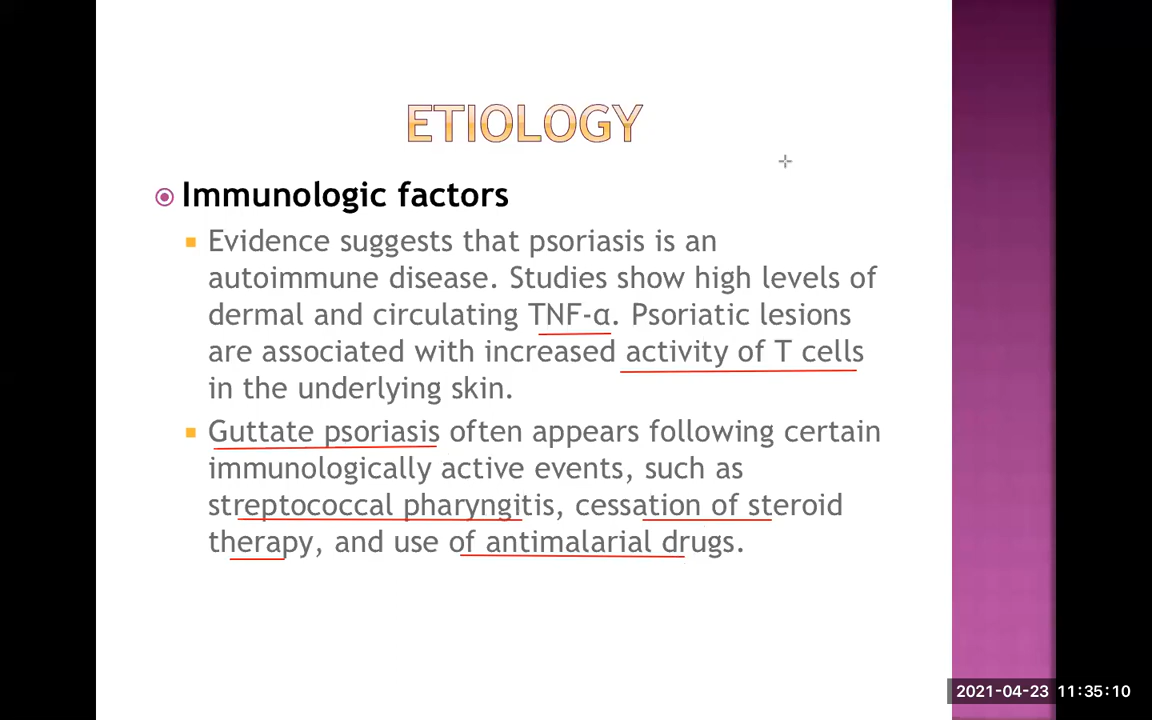 ETIOLOGY
Immunologic factors
Evidence suggests that psoriasis is an
autoimmune disease. Studies show high levels of
dermal and circulating TNF-α. Psoriatic lesions
are associated with increased activity of T cells
in the underlying skin.
Guttate psoriasis often appears following certain
immunologically active events, such as
streptococcal pharyngitis, cessation of steroid
therapy, and use of antimalarial drugs.
2021-04-23 11:35:10